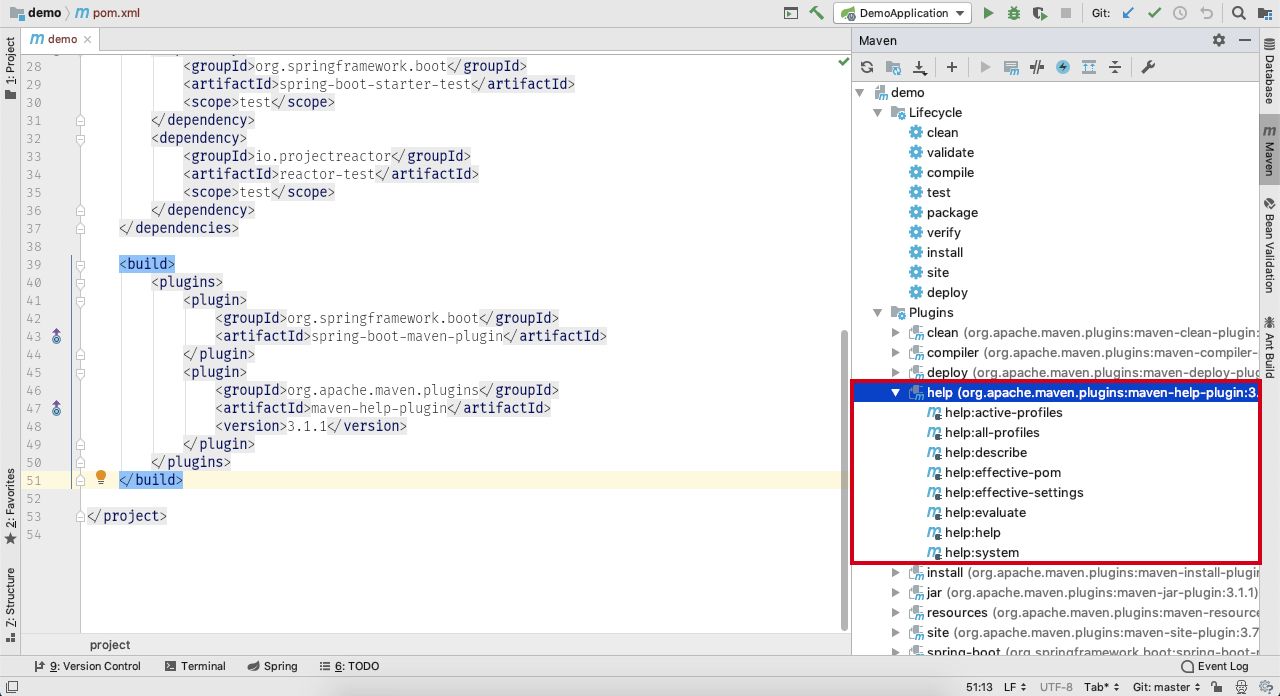 demo
pom.xml
DemoApplication
Git:
1: Project
demo
28 <groupId>org.springframework.boot</groupId>
29 <artifactId>spring-boot-starter-test</artifactId>
30 <scope>test</scope>
31 </dependency>
32 <dependency>
33 <groupId>io.projectreactor</groupId>
34 <artifactId>reactor-test</artifactId>
35 <scope>test</scope>
36 </dependency>
37 </dependencies>
38
39 <build>
40 <plugins>
41 <plugin>
42 <groupId>org.springframework.boot</groupId>
43 <artifactId>spring-boot-maven-plugin</artifactId>
44 </plugin>
45 <plugin>
46 <groupId>org.apache.maven.plugins</groupId>
47 <artifactId>maven-help-plugin</artifactId>
48 <version>3.1.1</version>
49 </plugin>
50 </plugins>
51 </build>
52
53 </project>
54
project
2: Favorites
Z: Structure
Maven
demo
Lifecycle
clean
validate
compile
test
package
verify
install
site
deploy
Plugins
clean (org.apache.maven.plugins:maven-clean-plugin:
compiler (org.apache.maven.plugins:maven-compiler-
deploy (org.apache.maven.plugins:maven-deploy-plug
help (org.apache.maven.plugins:maven-help-plugin:3.
help:active-profiles
help:all-profiles
help:describe
help:effective-pom
help:effective-settings
help:evaluate
help:help
help:system
install (org.apache.maven.plugins:maven-install-plugin
jar (org.apache.maven.plugins:maven-jar-plugin:3.1.1)
resources (org.apache.maven.plugins:maven-resource
site (org.apache.maven.plugins:maven-site-plugin:3.7
spring-boot (org.springframework.boot:spring-boot-
Database
m Maven
Bean Validation
Ant Build
9: Version Control
Terminal
Spring
6: TODO
Event Log
51:13
LF
UTF-8
Tab*
Git: master